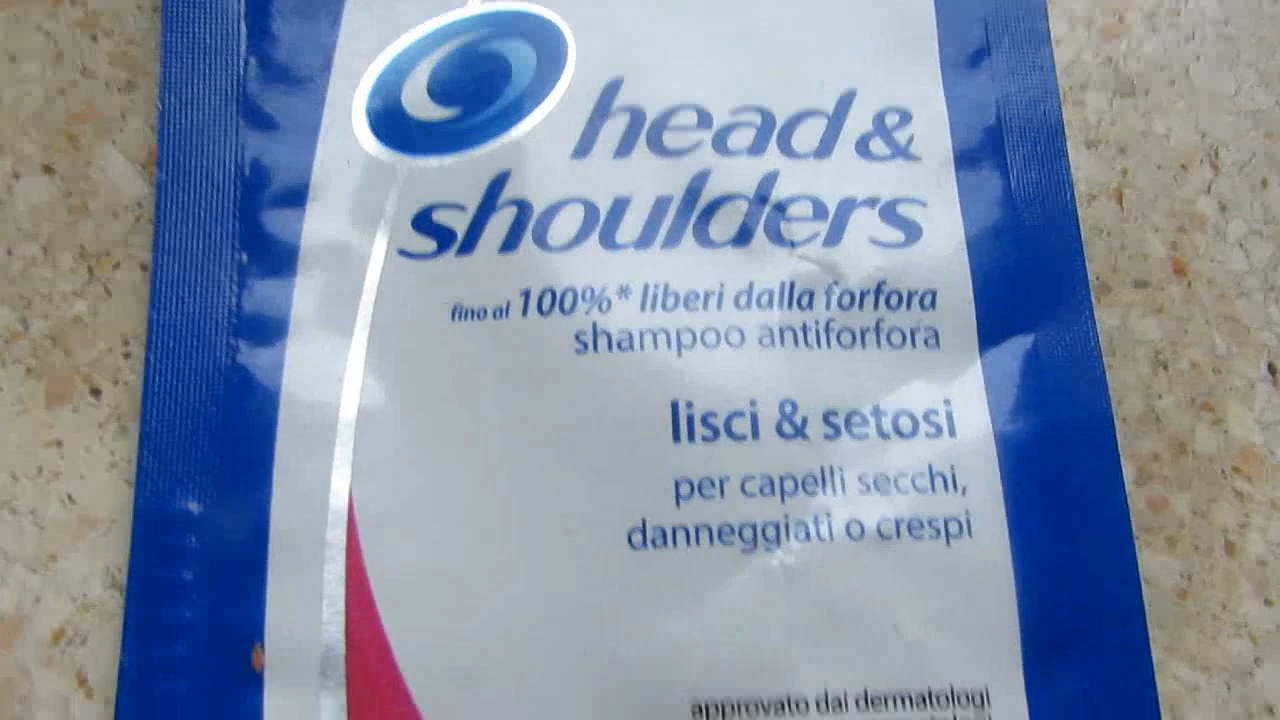 head &
shoulders
fino al 100%* liberi dalla forfora
shampoo antiforfora
lisci & setosi
per capelli secchi,
danneggiati o crespi
approvato dai dermatologi